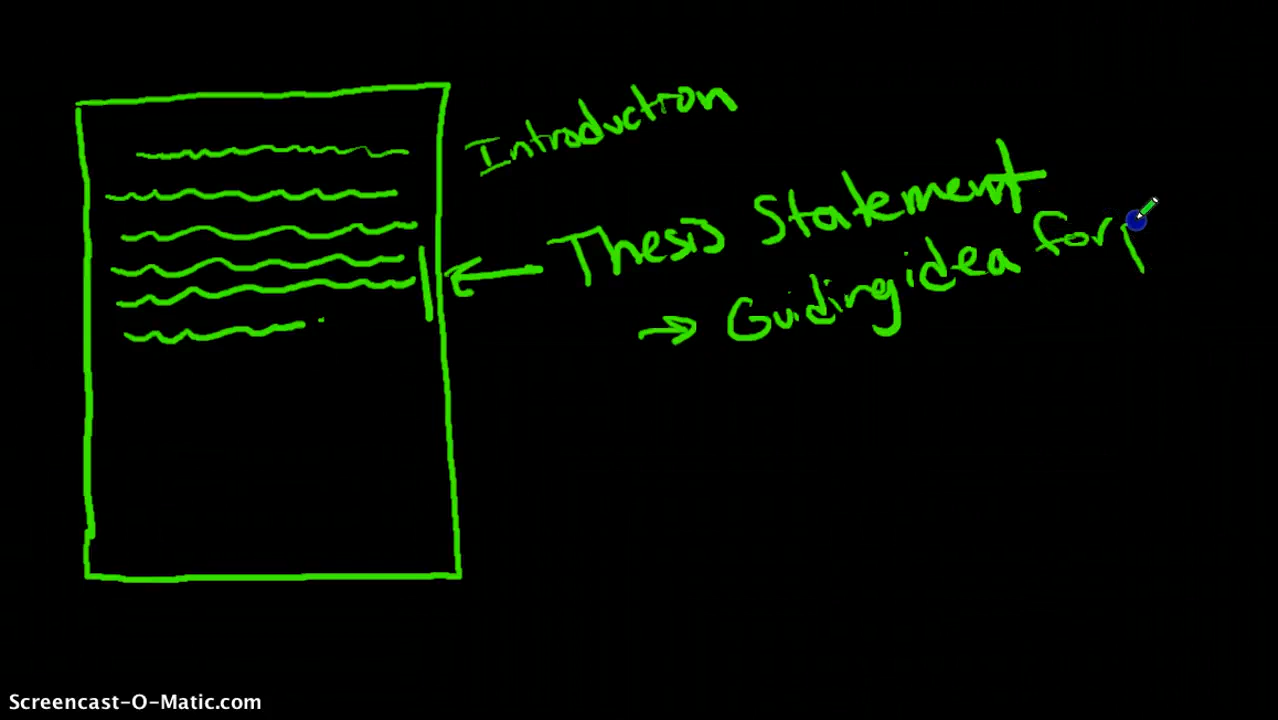 Introduction
Thesis Statement
→ Guiding idea for p
Screencast-O-Matic.com